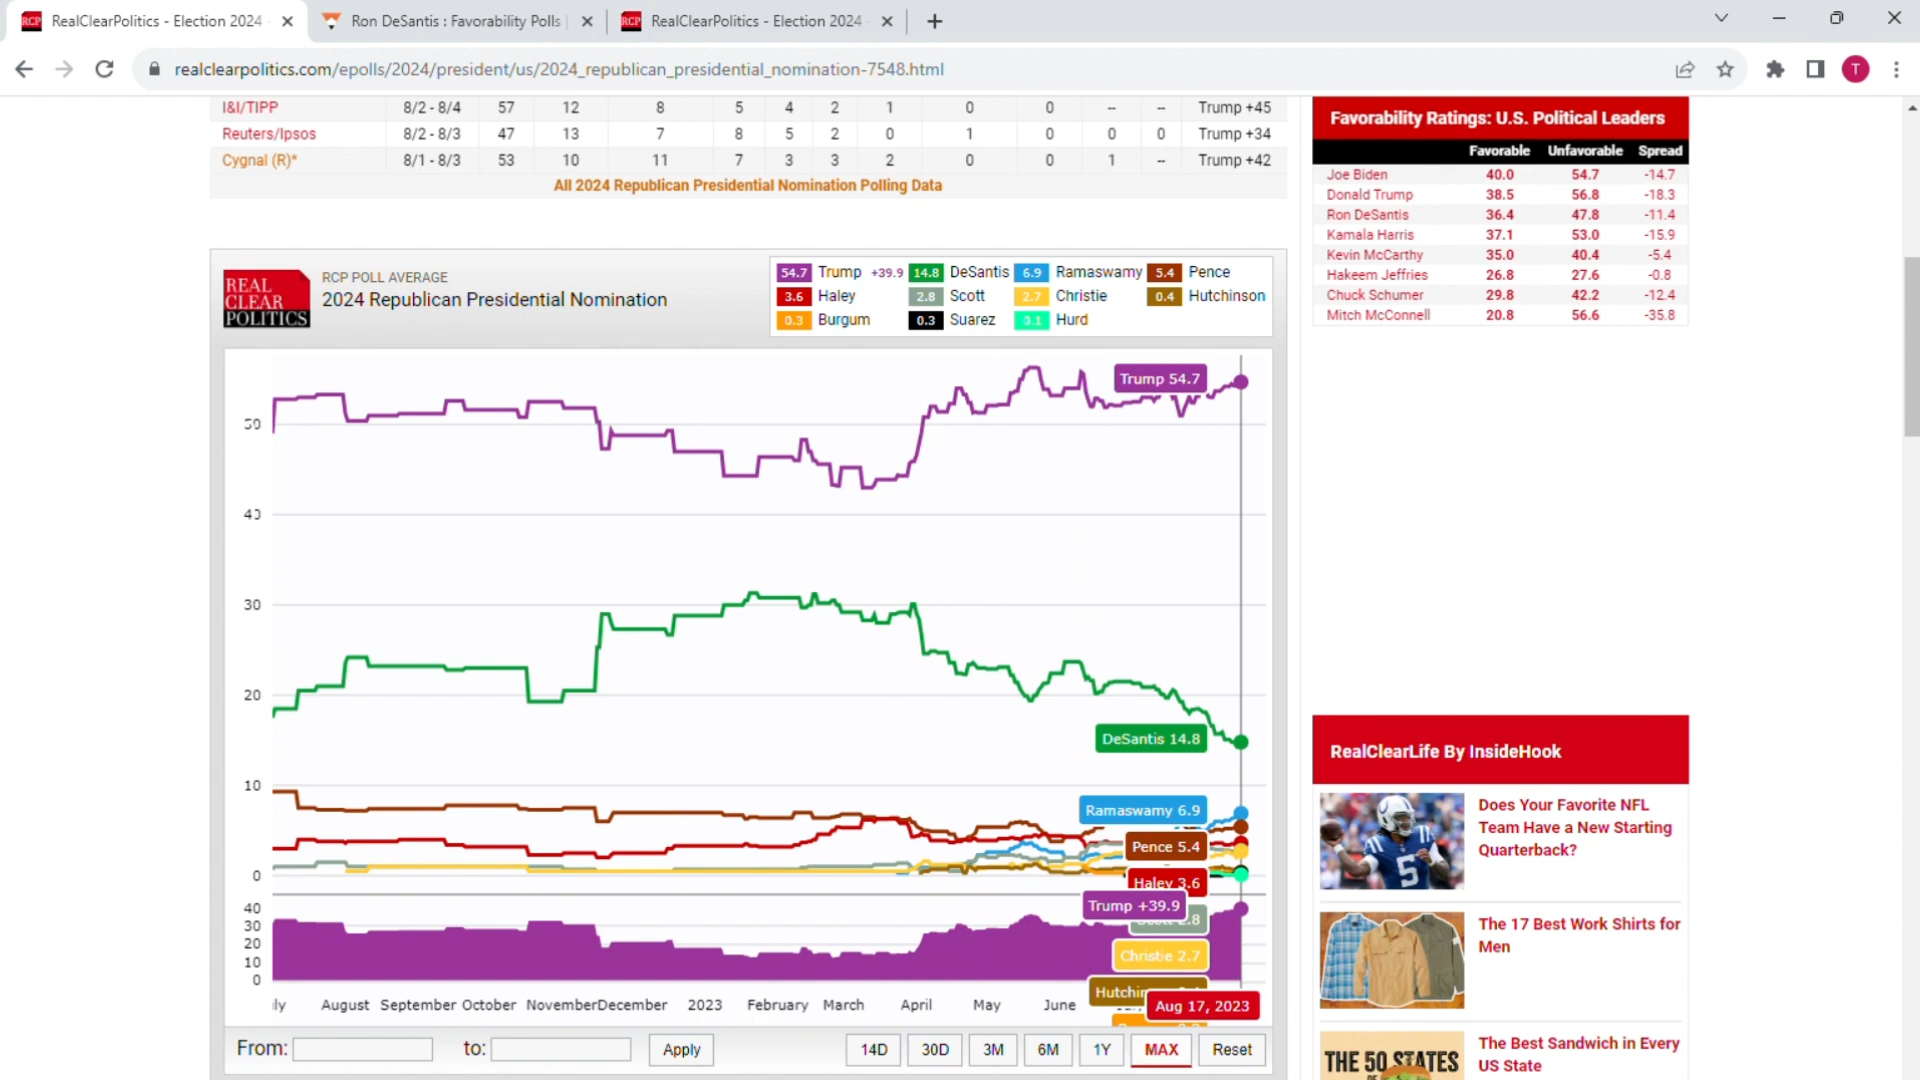 RealClearPolitics - Election 2024
Ron DeSantis : Favorability Polls
RealClearPolitics - Election 2024
realclearpolitics.com/epolls/2024/president/us/2024_republican_presidential_nomination-7548.html
T
I&I/TIPP 8/2 - 8/4 57 12 8 5 4 2 1 0 0 -- -- Trump +45
Reuters/Ipsos 8/2 - 8/3 47 13 7 8 5 2 0 1 0 0 0 Trump +34
Cygnal (R)* 8/1 - 8/3 53 10 11 7 3 3 2 0 0 1 -- Trump +42
All 2024 Republican Presidential Nomination Polling Data
REAL
CLEAR
POLITICS
RCP POLL AVERAGE
2024 Republican Presidential Nomination
54.7 Trump +39.9 14.8 DeSantis 6.9 Ramaswamy 5.4 Pence
3.6 Haley 2.8 Scott 2.7 Christie 0.4 Hutchinson
0.3 Burgum 0.3 Suarez 0.1 Hurd
50
40
30
20
10
0
Trump 54.7
DeSantis 14.8
Ramaswamy 6.9
Pence 5.4
Haley 3.6
Trump +39.9
Christie 2.7
40
30
20
10
0
August September October November December 2023 February March April May June
Aug 17, 2023
From: to: Apply 14D 30D 3M 6M 1Y MAX Reset
Favorability Ratings: U.S. Political Leaders
Favorable Unfavorable Spread
Joe Biden 40.0 54.7 -14.7
Donald Trump 38.5 56.8 -18.3
Ron DeSantis 36.4 47.8 -11.4
Kamala Harris 37.1 53.0 -15.9
Kevin McCarthy 35.0 40.4 -5.4
Hakeem Jeffries 26.8 27.6 -0.8
Chuck Schumer 29.8 42.2 -12.4
Mitch McConnell 20.8 56.6 -35.8
RealClearLife By InsideHook
Does Your Favorite NFL
Team Have a New Starting
Quarterback?
The 17 Best Work Shirts for
Men
THE 50 STATES
The Best Sandwich in Every
US State